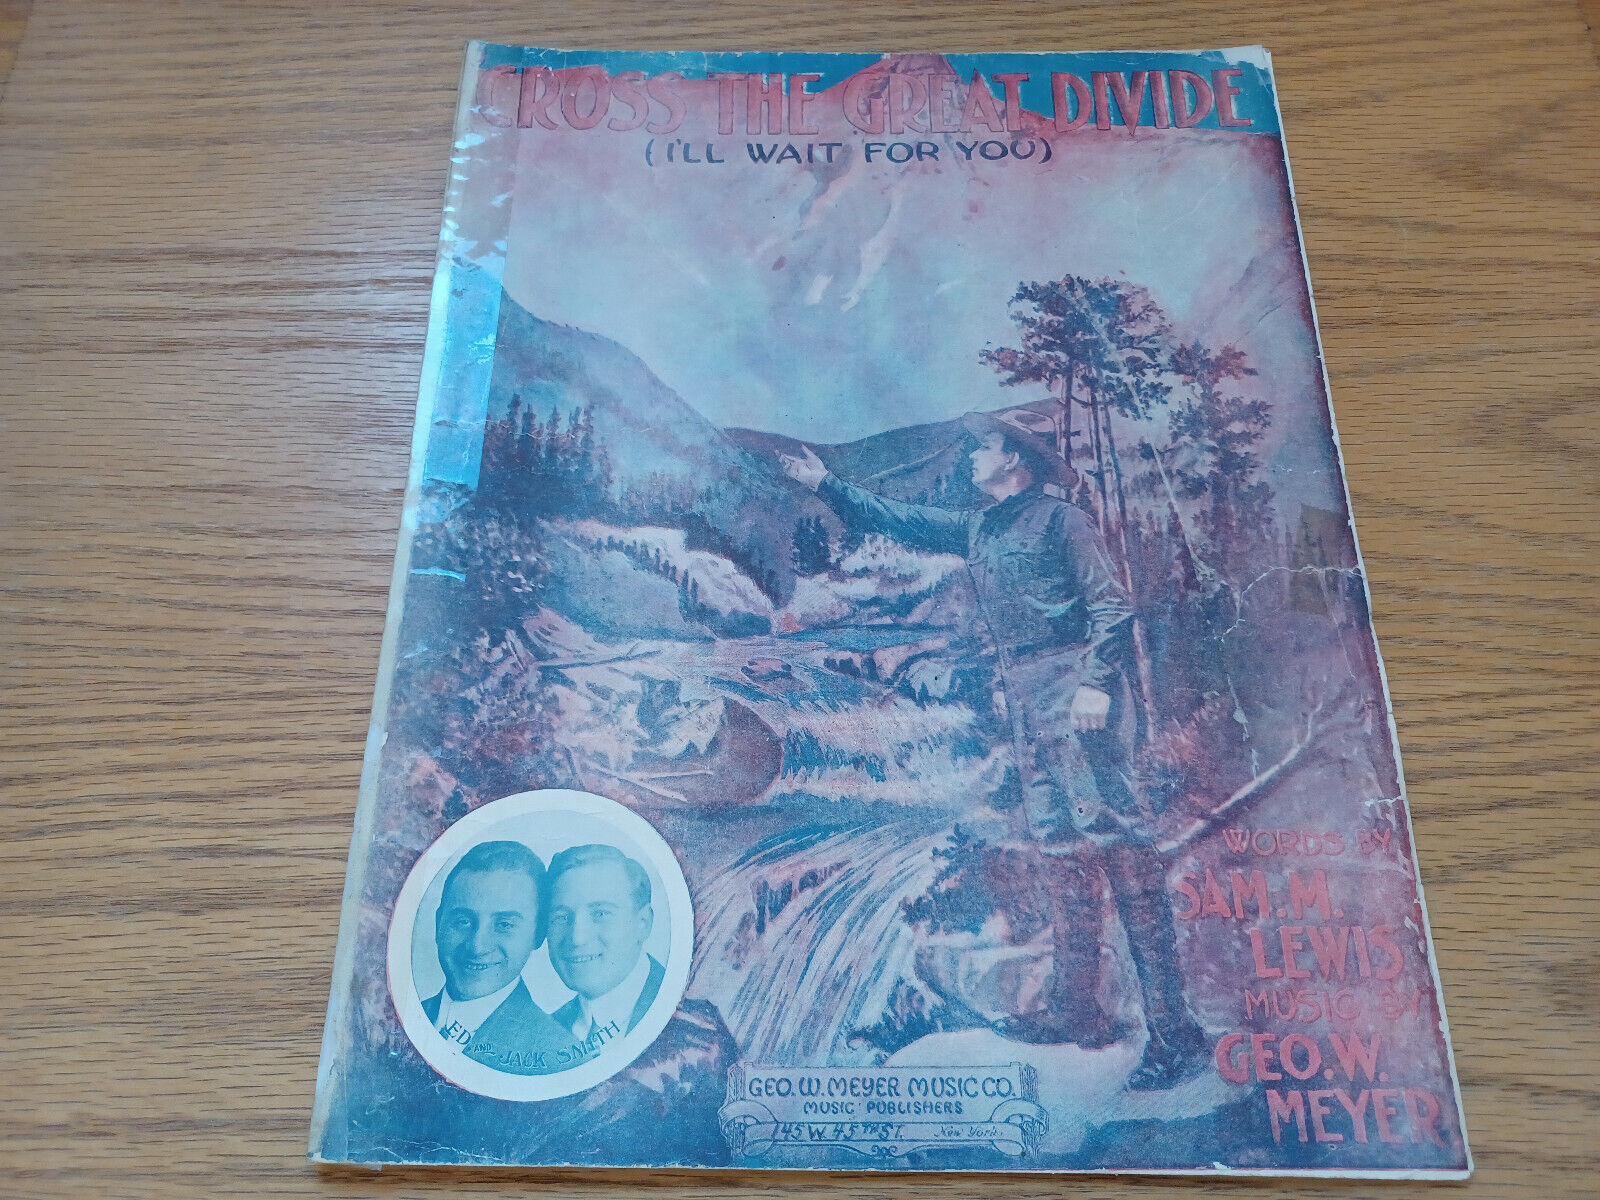 CROSS THE GREAT DIVIDE
(I'LL WAIT FOR YOU)
WORDS BY
SAM. M.
LEWIS
MUSIC BY
GEO. W.
MEYER
ED AND JACK SMITH
GEO. W. MEYER MUSIC CO.
MUSIC PUBLISHERS
145 W. 45TH ST. New York.